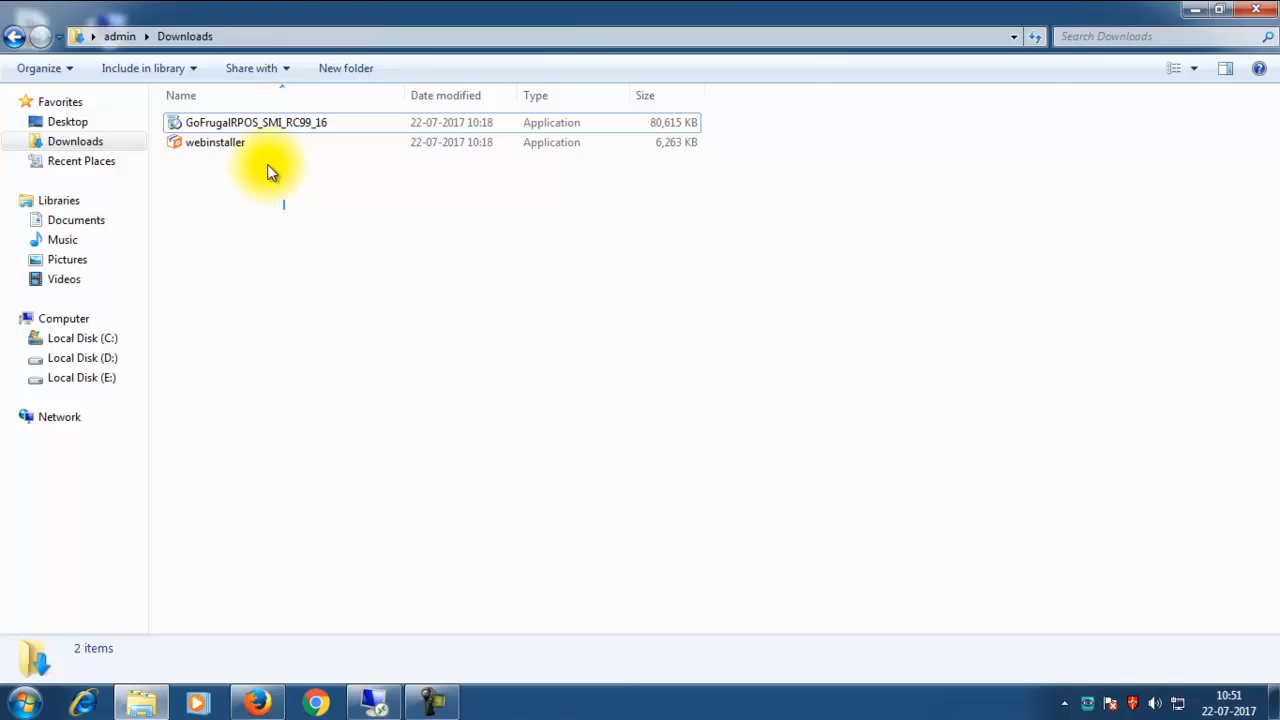 admin Downloads
Search Downloads
Organize Include in library Share with New folder
Name Date modified Type Size
GoFrugalRPOS_SMI_RC99_16 22-07-2017 10:18 Application 80,615 KB
webinstaller 22-07-2017 10:18 Application 6,263 KB
Favorites
Desktop
Downloads
Recent Places
Libraries
Documents
Music
Pictures
Videos
Computer
Local Disk (C:)
Local Disk (D:)
Local Disk (E:)
Network
2 items
10:51
22-07-2017